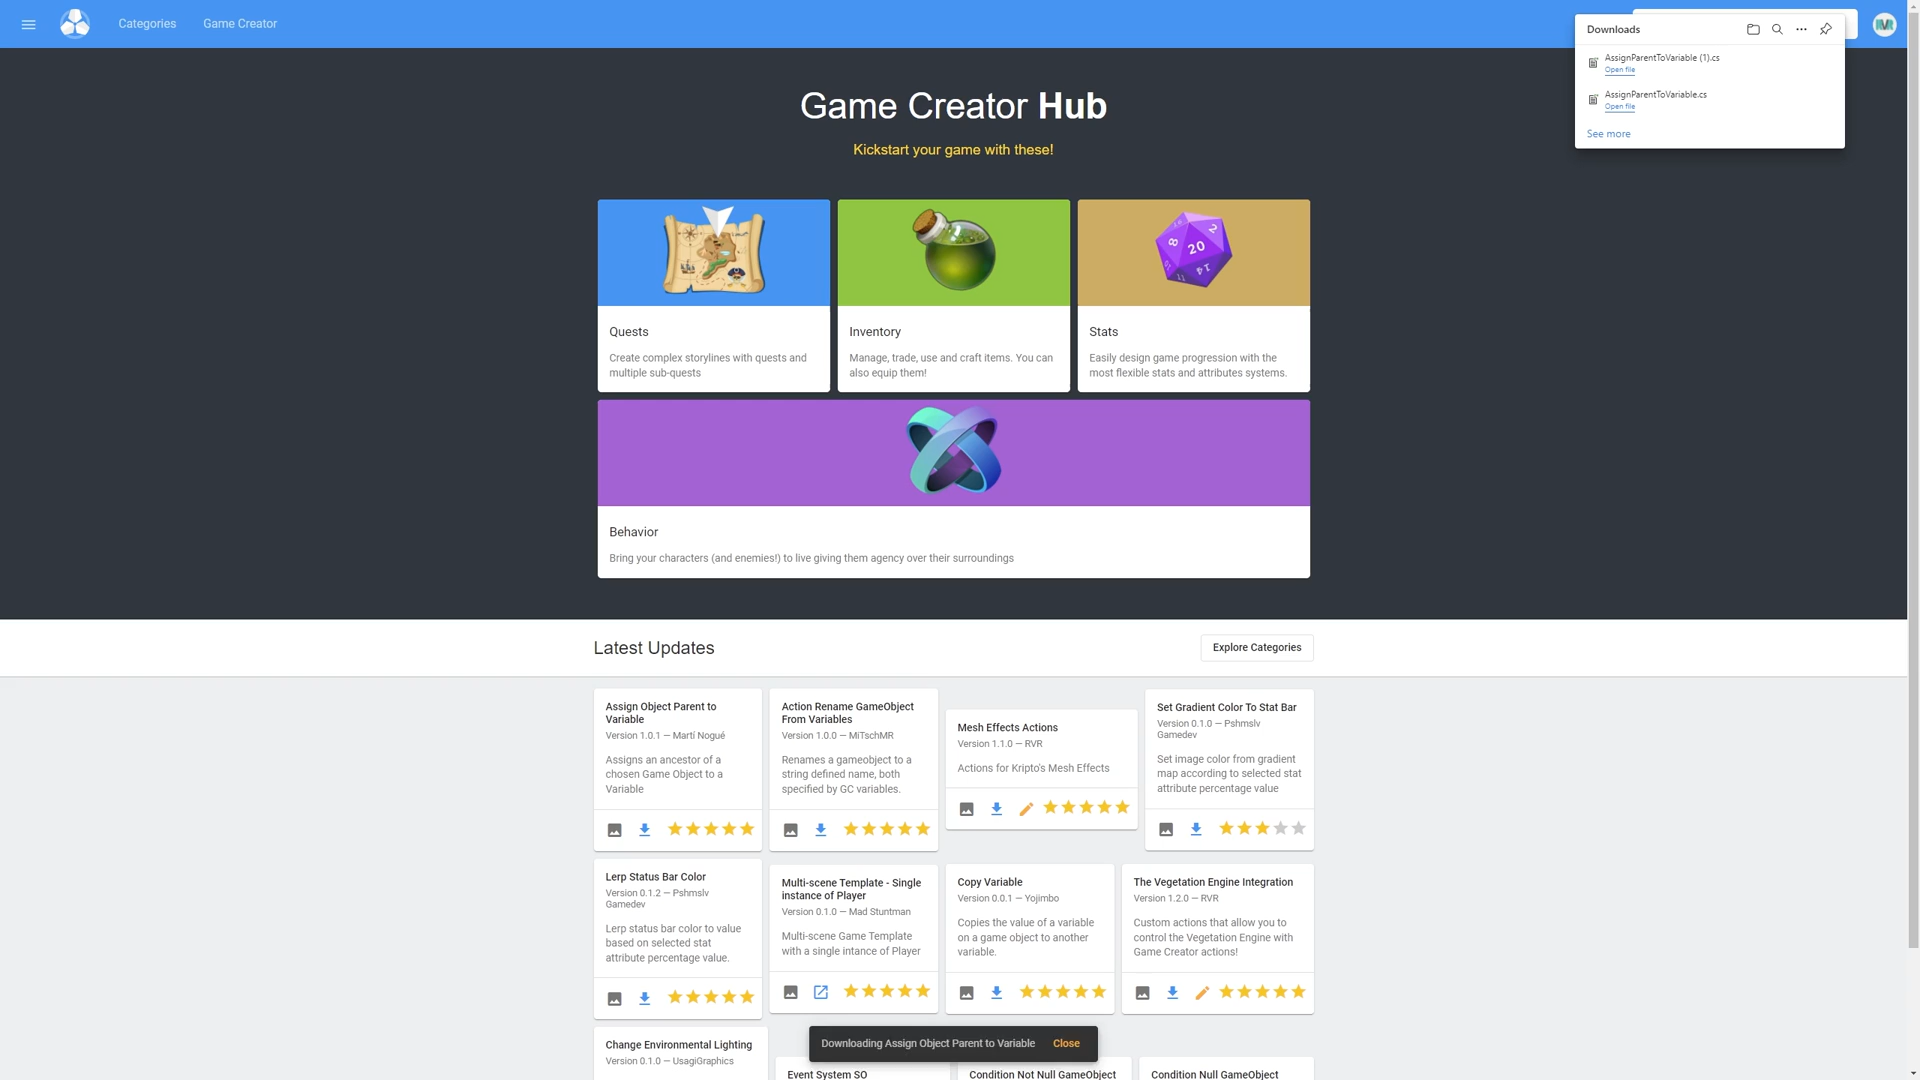 Categories
Game Creator
Downloads
AssignParentToVariable (1).cs
Open file
AssignParentToVariable.cs
Open file
See more
Game Creator Hub
Kickstart your game with these!
Quests
Create complex storylines with quests and
multiple sub-quests
Inventory
Manage, trade, use and craft items. You can
also equip them!
2
8
20
14
11
Stats
Easily design game progression with the
most flexible stats and attributes systems.
Behavior
Bring your characters (and enemies!) to live giving them agency over their surroundings
Latest Updates
Explore Categories
Assign Object Parent to
Variable
Version 1.0.1 — Martí Nogué
Assigns an ancestor of a
chosen Game Object to a
Variable
Action Rename GameObject
From Variables
Version 1.0.0 — MiTschMR
Renames a gameobject to a
string defined name, both
specified by GC variables.
Mesh Effects Actions
Version 1.1.0 — RVR
Actions for Kripto's Mesh Effects
Set Gradient Color To Stat Bar
Version 0.1.0 — Pshmslv
Gamedev
Set image color from gradient
map according to selected stat
attribute percentage value
Lerp Status Bar Color
Version 0.1.2 — Pshmslv
Gamedev
Lerp status bar color to value
based on selected stat
attribute percentage value.
Multi-scene Template - Single
instance of Player
Version 0.1.0 — Mad Stuntman
Multi-scene Game Template
with a single intance of Player
Copy Variable
Version 0.0.1 — Yojimbo
Copies the value of a variable
on a game object to another
variable.
The Vegetation Engine Integration
Version 1.2.0 — RVR
Custom actions that allow you to
control the Vegetation Engine with
Game Creator actions!
Change Environmental Lighting
Version 0.1.0 — UsagiGraphics
Downloading Assign Object Parent to Variable
Close
Event System SO
Condition Not Null GameObject
Condition Null GameObject